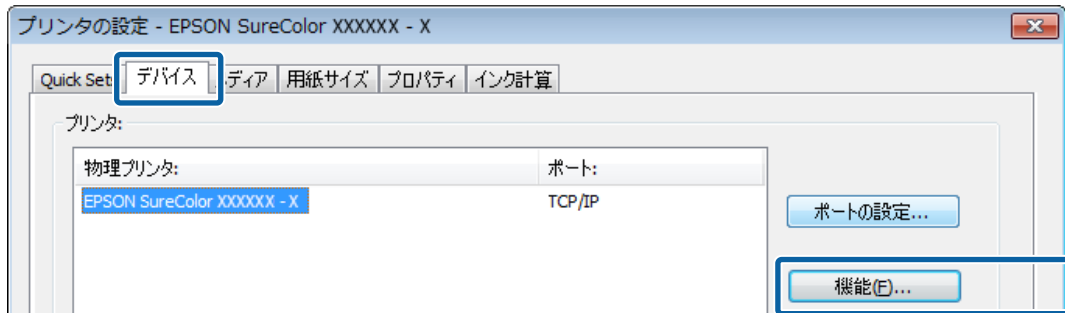 プリンタの設定 - EPSON SureColor XXXXXX - X
Quick Set デバイス ディア 用紙サイズ プロパティ インク計算
プリンタ:
物理プリンタ: ポート:
EPSON SureColor XXXXXX - X TCP/IP
ポートの設定...
機能(F)...